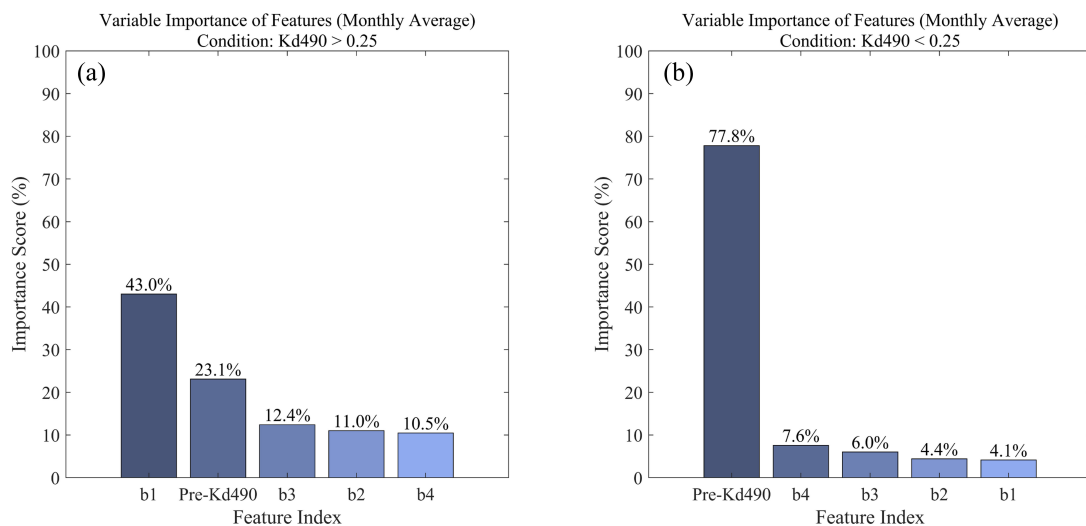 Variable Importance of Features (Monthly Average)
Condition: Kd490 > 0.25
(a)
100
90
80
70
60
50
40
30
20
10
0
Importance Score (%)
43.0%
23.1%
12.4%
11.0%
10.5%
b1 Pre-Kd490 b3 b2 b4
Feature Index
Variable Importance of Features (Monthly Average)
Condition: Kd490 < 0.25
(b)
100
90
80
70
60
50
40
30
20
10
0
Importance Score (%)
77.8%
7.6%
6.0%
4.4%
4.1%
Pre-Kd490 b4 b3 b2 b1
Feature Index